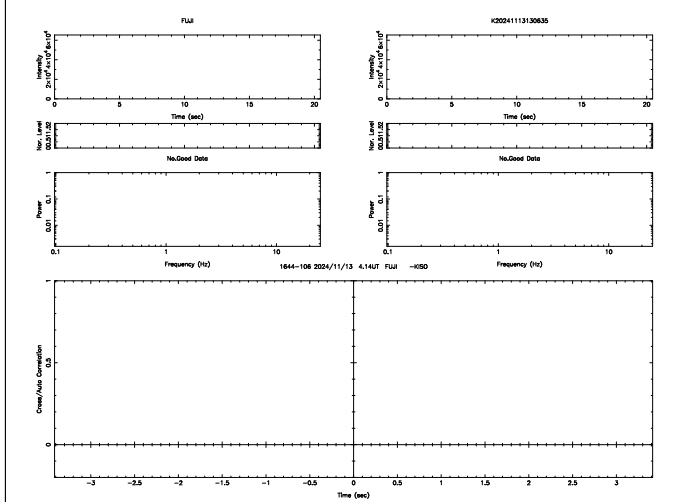 FUJI
K20241113130635
Intensity
0 2×10⁴ 4×10⁴ 6×10⁴
0 5 10 15 20
Time (sec)
Intensity
0 2×10⁴ 4×10⁴ 6×10⁴
0 5 10 15 20
Time (sec)
Nor. Level
00.511.52
Nor. Level
00.511.52
No.Good Data
No.Good Data
Power
1
0.1
0.01
0.1 1 10
Frequency (Hz)
Power
1
0.1
0.01
0.1 1 10
Frequency (Hz)
1644-106 2024/11/13 4.14UT FUJI -KISO
Cross/Auto Correlation
1
0.5
0
-3 -2.5 -2 -1.5 -1 -0.5 0 0.5 1 1.5 2 2.5 3
Time (sec)